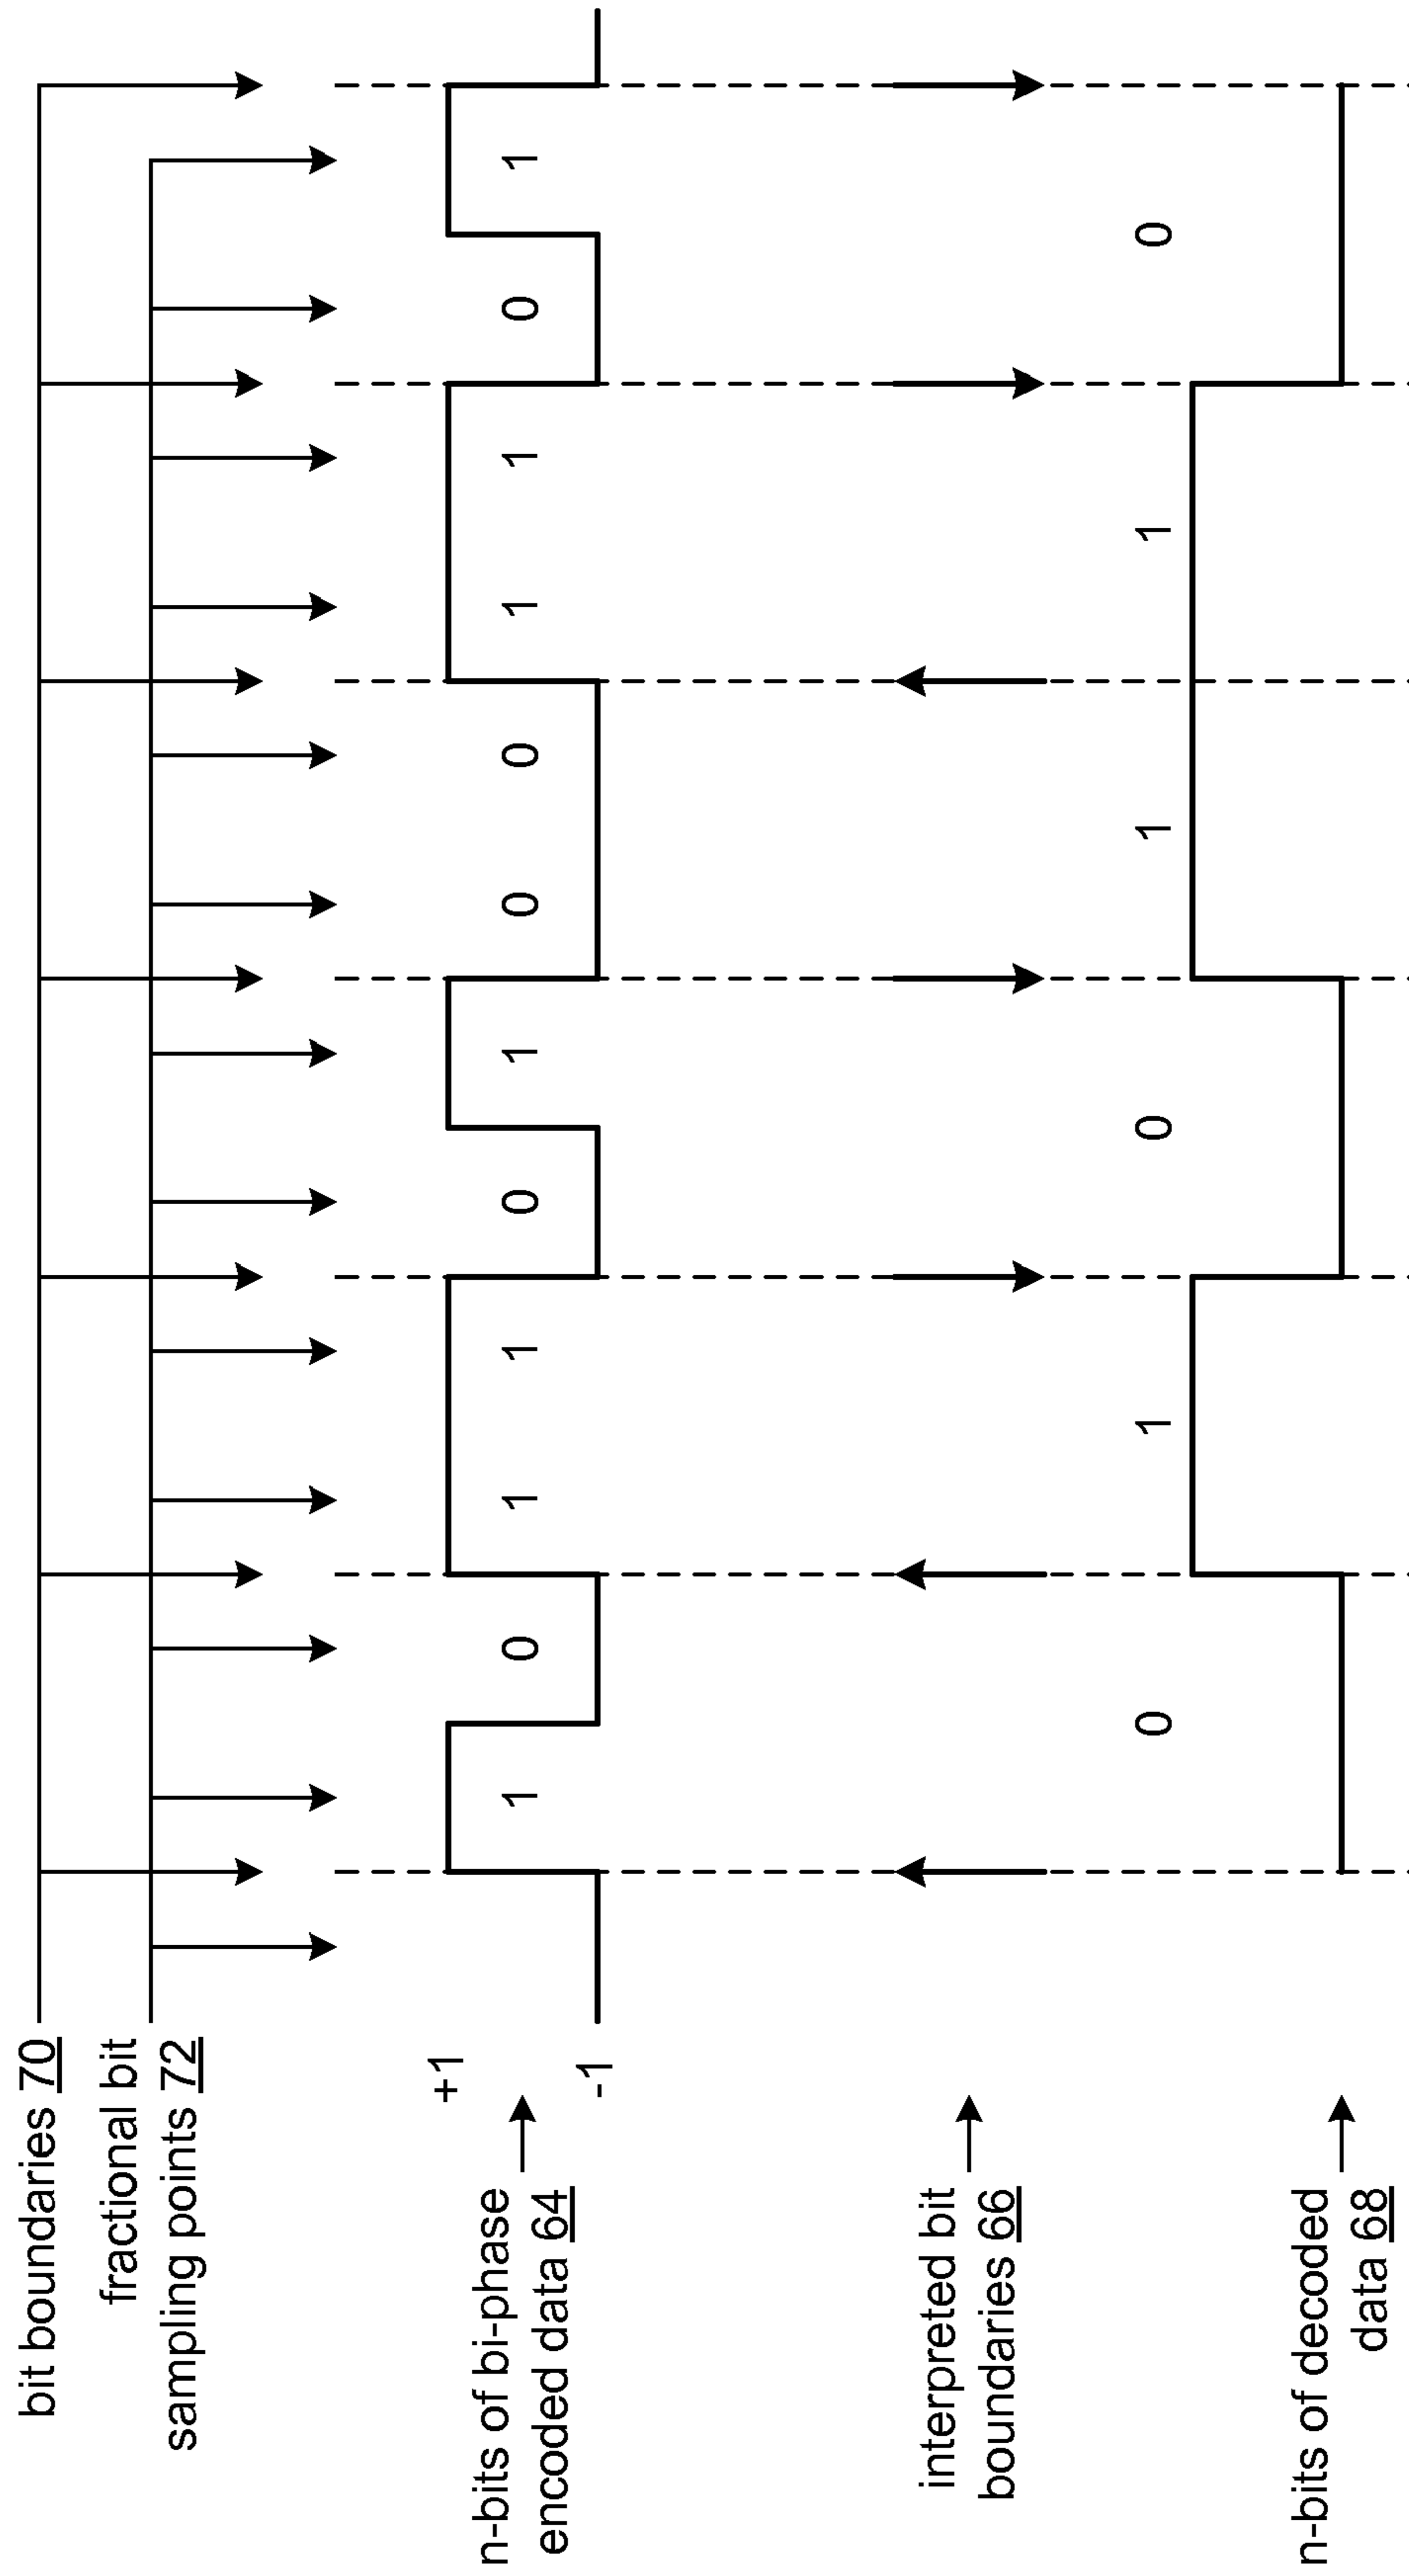 bit boundaries 70
fractional bit
sampling points 72
+1
-1
n-bits of bi-phase
encoded data 64
1 0 1 1 0 1 0 0 1 1 0 1
interpreted bit
boundaries 66
n-bits of decoded
data 68
0 1 0 1 1 0